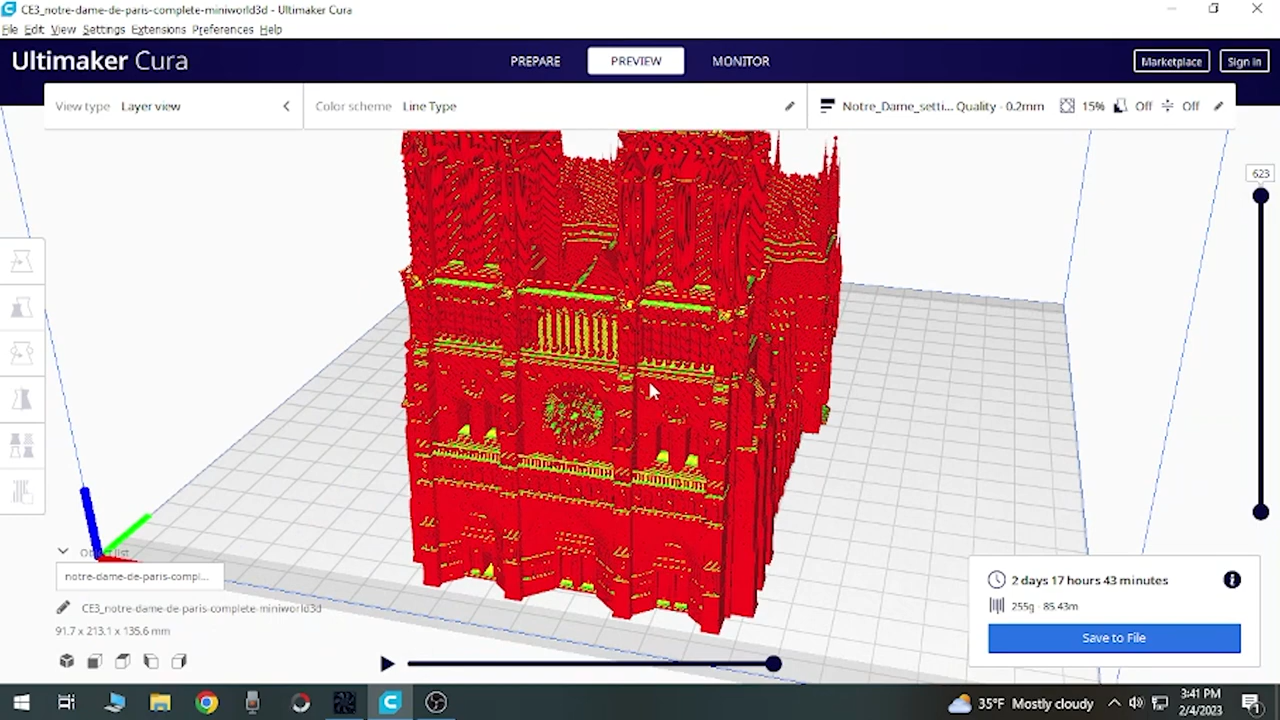 CE3_notre-dame-de-paris-complete-miniworld3d - Ultimaker Cura
File Edit View Settings Extensions Preferences Help
Ultimaker Cura
PREPARE
PREVIEW
MONITOR
Marketplace
Sign in
View type Layer view
Color scheme Line Type
Notre_Dame_setti... Quality - 0.2mm
15%
Off
Off
623
Object list
notre-dame-de-paris-compl...
CE3_notre-dame-de-paris-complete-miniworld3d
91.7 x 213.1 x 135.6 mm
2 days 17 hours 43 minutes
255g · 85.43m
Save to File
35°F Mostly cloudy
3:41 PM
2/4/2023
1